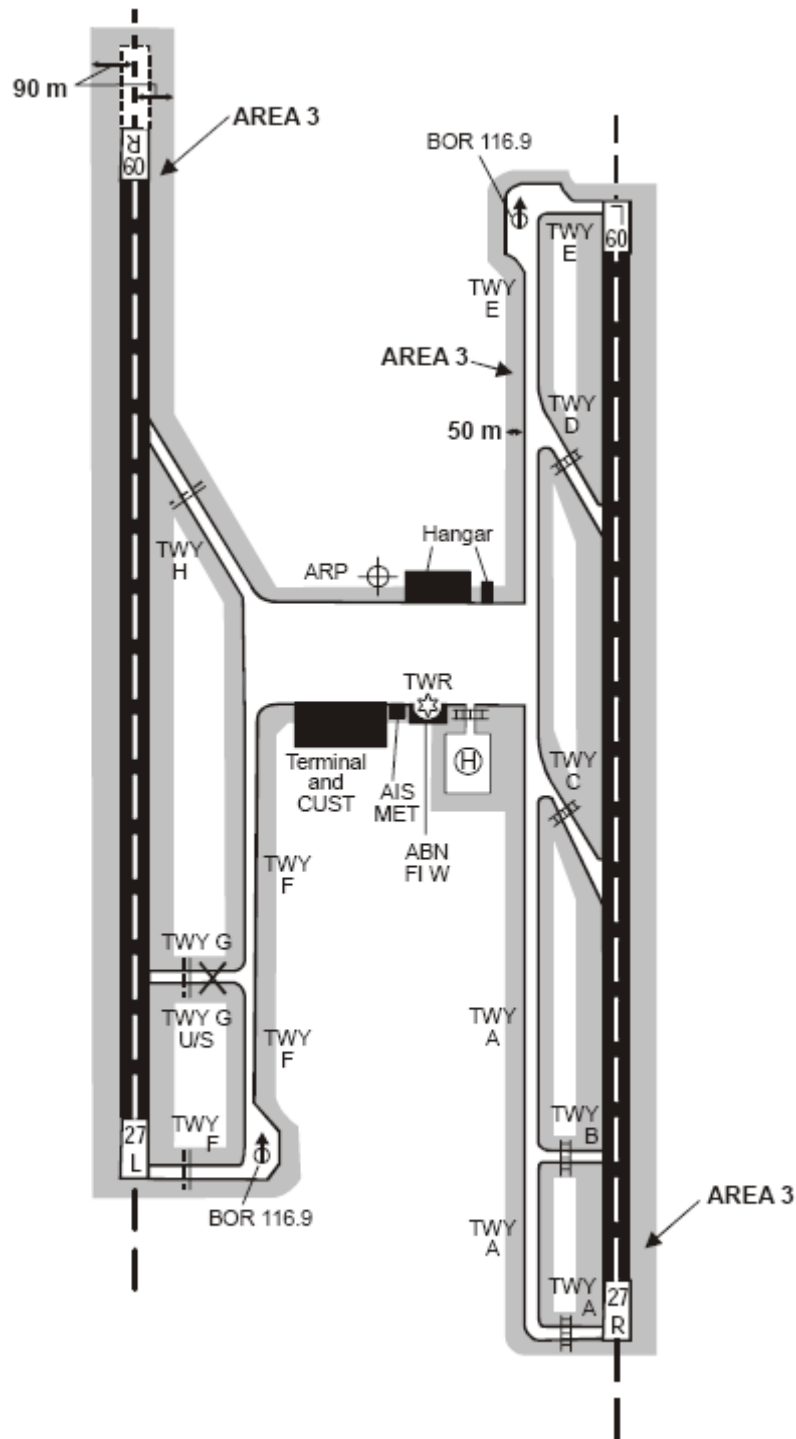 90 m
AREA 3
09
R
BOR 116.9
09
L
TWY
E
TWY
E
AREA 3
TWY
D
50 m
TWY
H
ARP
Hangar
TWR
Terminal
and
CUST
AIS
MET
H
ABN
FI W
TWY
C
TWY
F
TWY G
TWY G
U/S
TWY
F
TWY
A
TWY
B
27
L
TWY
F
BOR 116.9
TWY
A
AREA 3
TWY
A
27
R